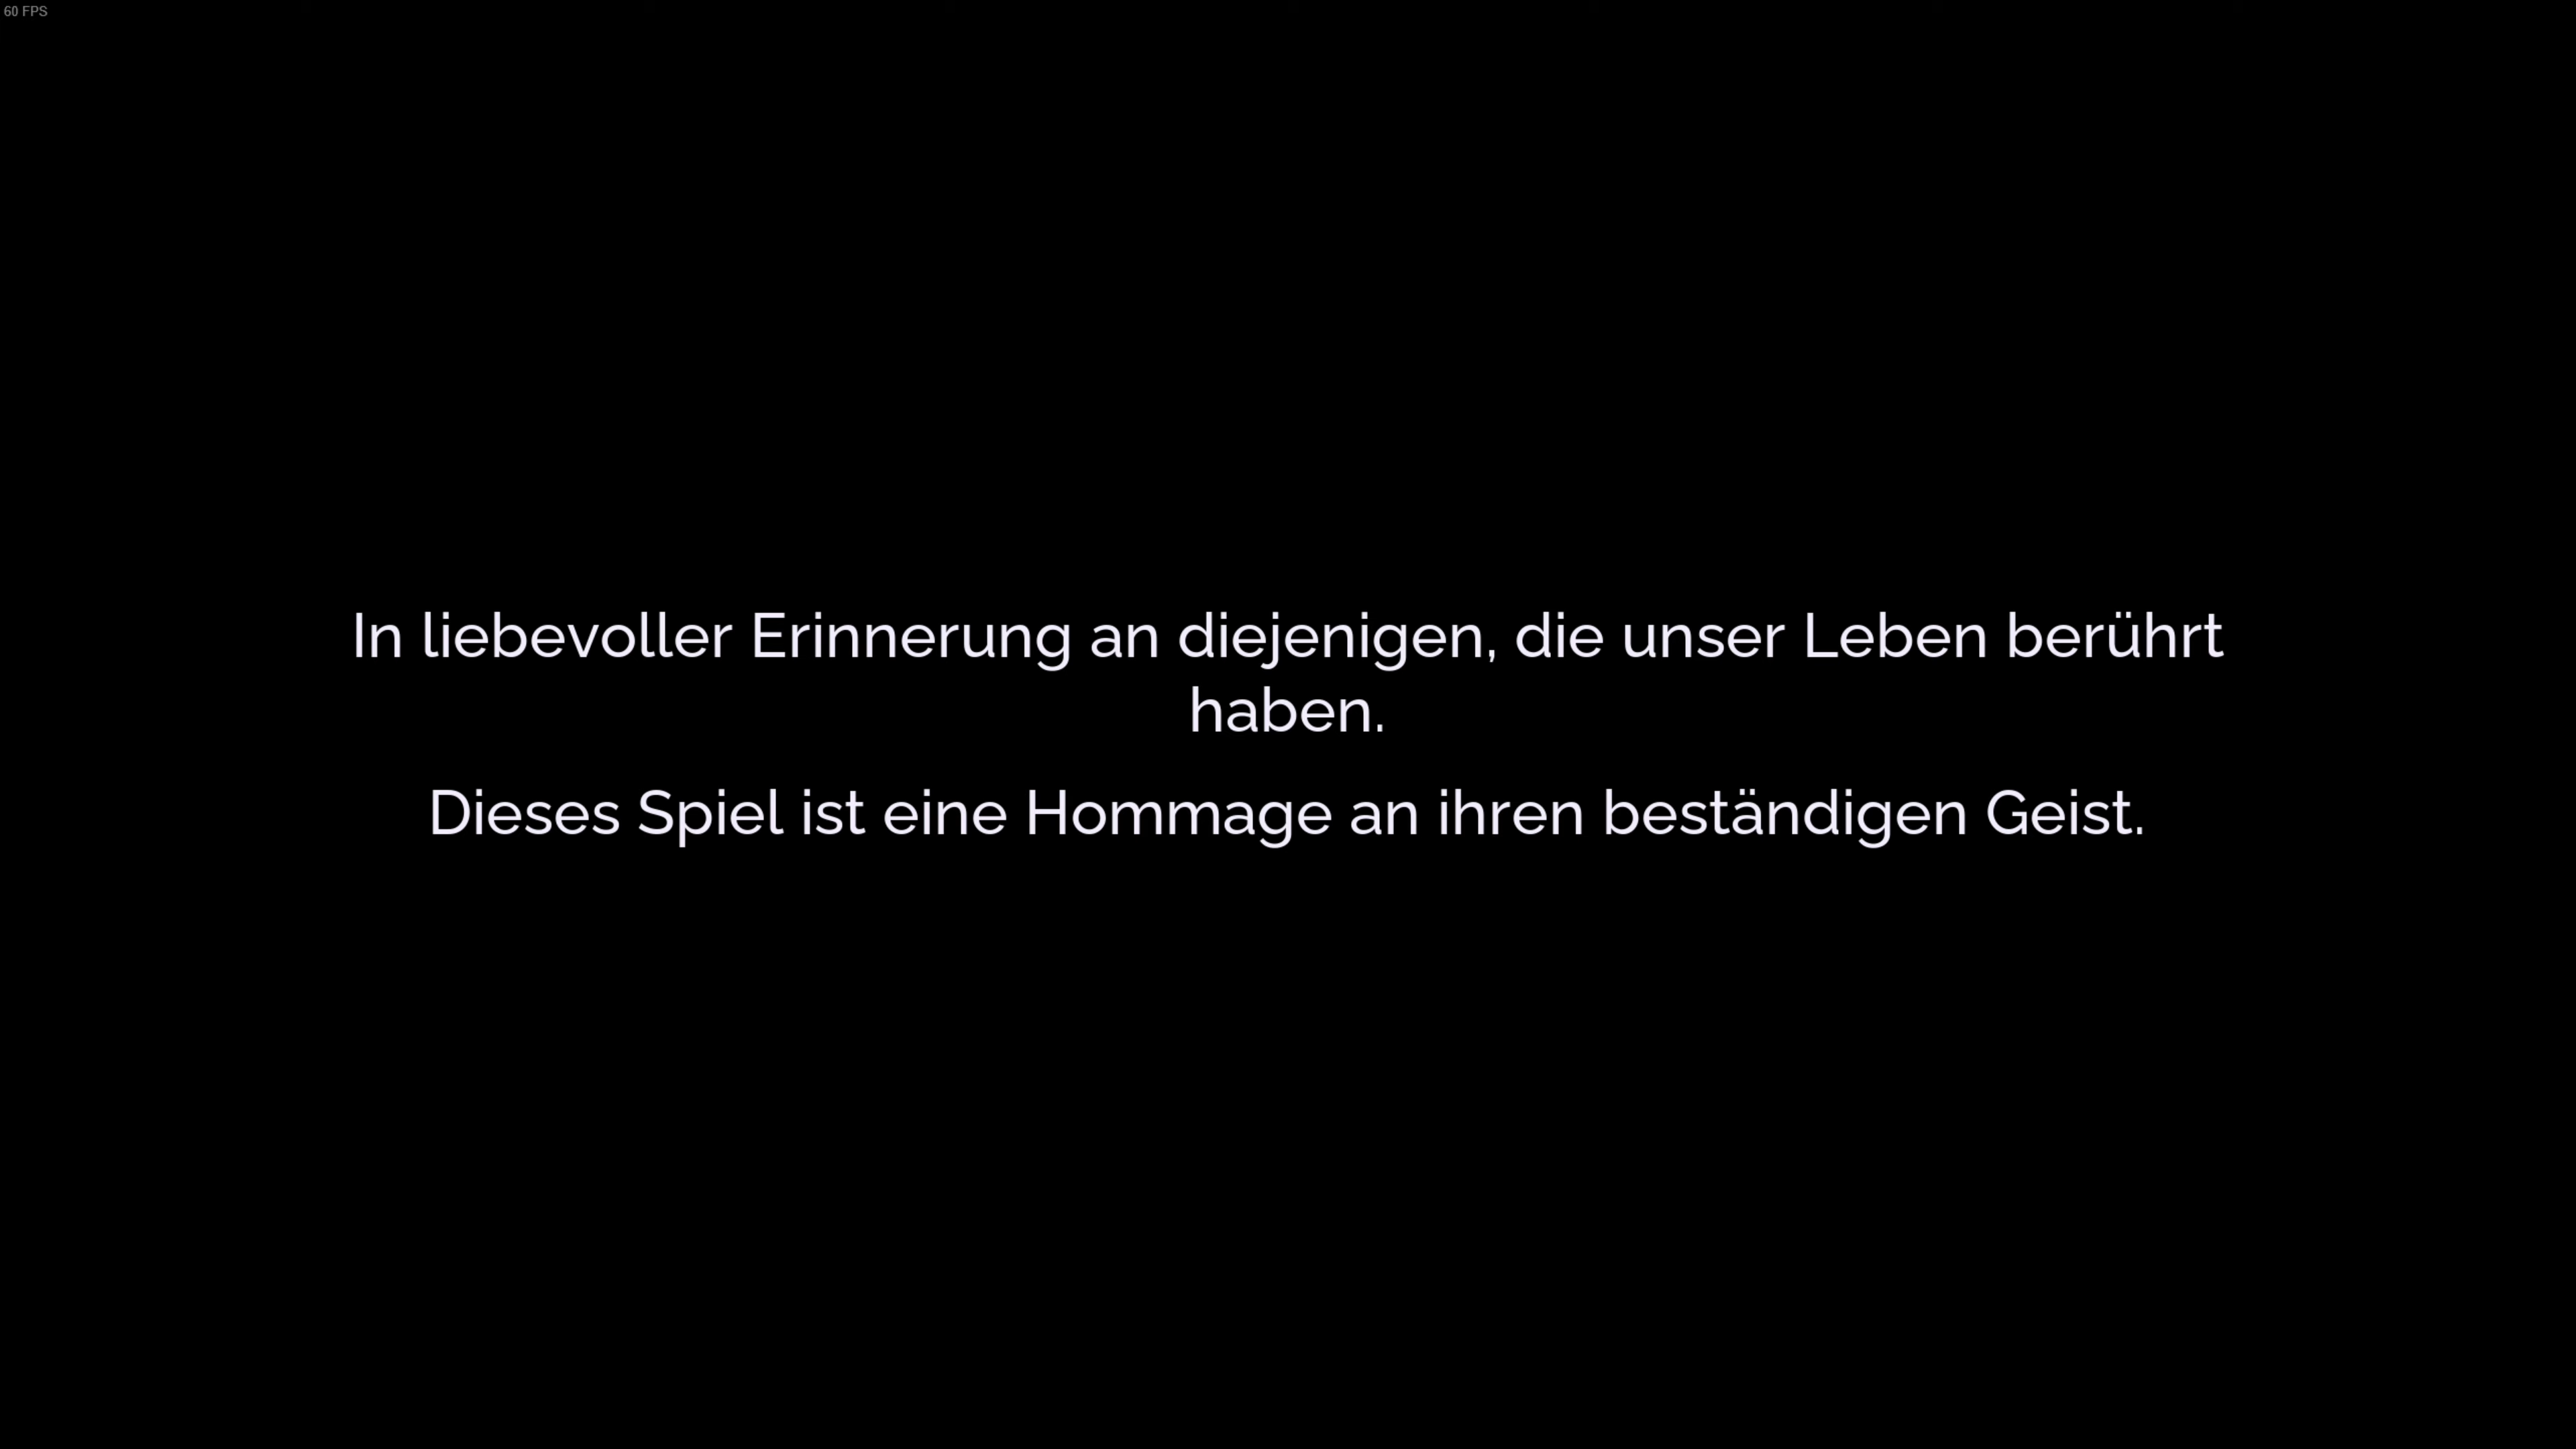 60 FPS
In liebevoller Erinnerung an diejenigen, die unser Leben berührt
haben.
Dieses Spiel ist eine Hommage an ihren beständigen Geist.